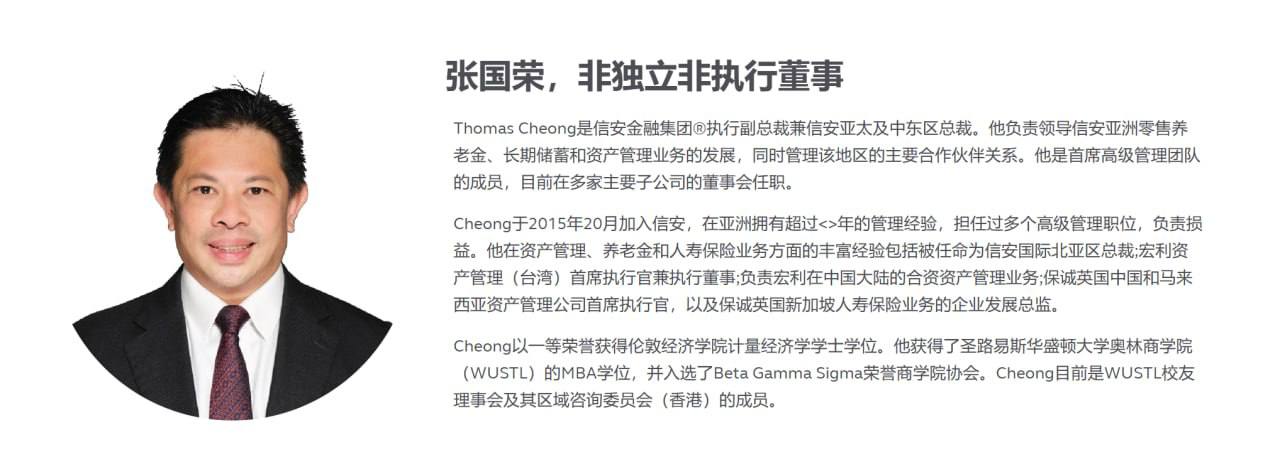 张国荣，非独立非执行董事
Thomas Cheong是信安金融集团®执行副总裁兼信安亚太及中东区总裁。他负责领导信安亚洲零售养
老金、长期储蓄和资产管理业务的发展，同时管理该地区的主要合作伙伴关系。他是首席高级管理团队
的成员，目前在多家主要子公司的董事会任职。
Cheong于2015年20月加入信安，在亚洲拥有超过<>年的管理经验，担任过多个高级管理职位，负责损
益。他在资产管理、养老金和人寿保险业务方面的丰富经验包括被任命为信安国际北亚区总裁;宏利资
产管理（台湾）首席执行官兼执行董事;负责宏利在中国大陆的合资资产管理业务;保诚英国中国和马来
西亚资产管理公司首席执行官，以及保诚英国新加坡人寿保险业务的企业发展总监。
Cheong以一等荣誉获得伦敦经济学院计量经济学学士学位。他获得了圣路易斯华盛顿大学奥林商学院
（WUSTL）的MBA学位，并入选了Beta Gamma Sigma荣誉商学院协会。Cheong目前是WUSTL校友
理事会及其区域咨询委员会（香港）的成员。